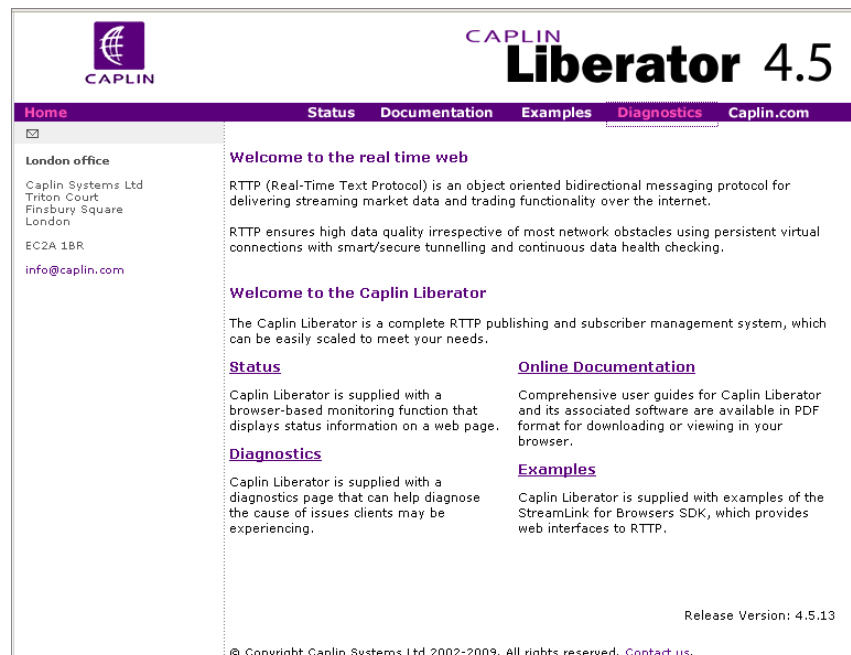 CAPLIN
CAPLIN
Liberator 4.5
Home Status Documentation Examples Diagnostics Caplin.com
London office
Caplin Systems Ltd
Triton Court
Finsbury Square
London
EC2A 1BR
info@caplin.com
Welcome to the real time web
RTTP (Real-Time Text Protocol) is an object oriented bidirectional messaging protocol for
delivering streaming market data and trading functionality over the internet.
RTTP ensures high data quality irrespective of most network obstacles using persistent virtual
connections with smart/secure tunnelling and continuous data health checking.
Welcome to the Caplin Liberator
The Caplin Liberator is a complete RTTP publishing and subscriber management system, which
can be easily scaled to meet your needs.
Status
Caplin Liberator is supplied with a
browser-based monitoring function that
displays status information on a web page.
Diagnostics
Caplin Liberator is supplied with a
diagnostics page that can help diagnose
the cause of issues clients may be
experiencing.
Online Documentation
Comprehensive user guides for Caplin Liberator
and its associated software are available in PDF
format for downloading or viewing in your
browser.
Examples
Caplin Liberator is supplied with examples of the
StreamLink for Browsers SDK, which provides
web interfaces to RTTP.
Release Version: 4.5.13
© Copyright Caplin Systems Ltd 2002-2009. All rights reserved. Contact us.